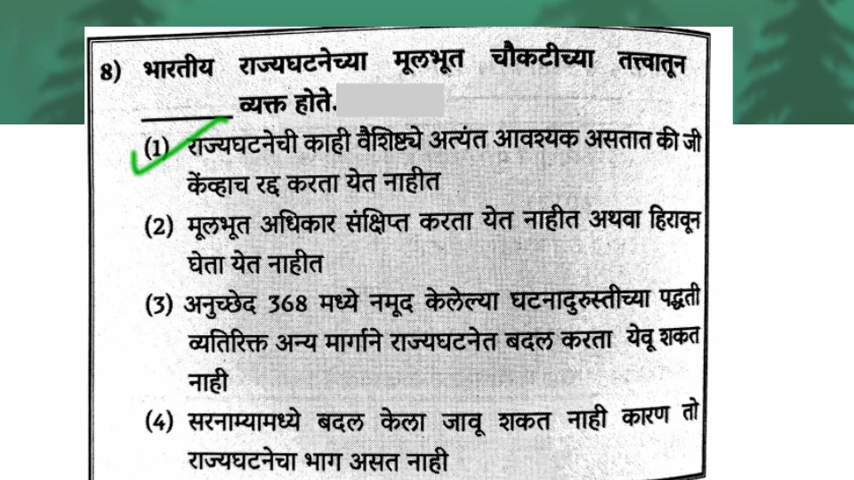 8) भारतीय राज्यघटनेच्या मूलभूत चौकटीच्या तत्त्वातून
________ व्यक्त होते.
(1) राज्यघटनेची काही वैशिष्ट्ये अत्यंत आवश्यक असतात की जी
केंव्हाच रद्द करता येत नाहीत
(2) मूलभूत अधिकार संक्षिप्त करता येत नाहीत अथवा हिरावून
घेता येत नाहीत
(3) अनुच्छेद 368 मध्ये नमूद केलेल्या घटनादुरुस्तीच्या पद्धती
व्यतिरिक्त अन्य मार्गाने राज्यघटनेत बदल करता येवू शकत
नाही
(4) सरनाम्यामध्ये बदल केला जावू शकत नाही कारण तो
राज्यघटनेचा भाग असत नाही